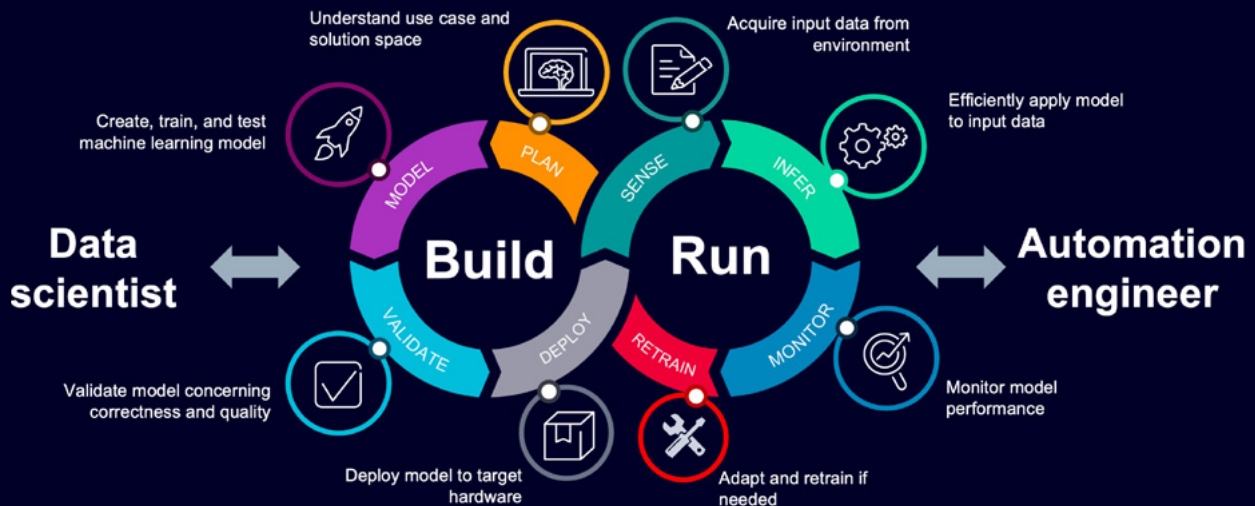 Understand use case and
solution space
Acquire input data from
environment
Create, train, and test
machine learning model
Efficiently apply model
to input data
MODEL
PLAN
SENSE
INFER
Data
scientist
Build
Run
Automation
engineer
VALIDATE
DEPLOY
RETRAIN
MONITOR
Validate model concerning
correctness and quality
Monitor model
performance
Deploy model to target
hardware
Adapt and retrain if
needed